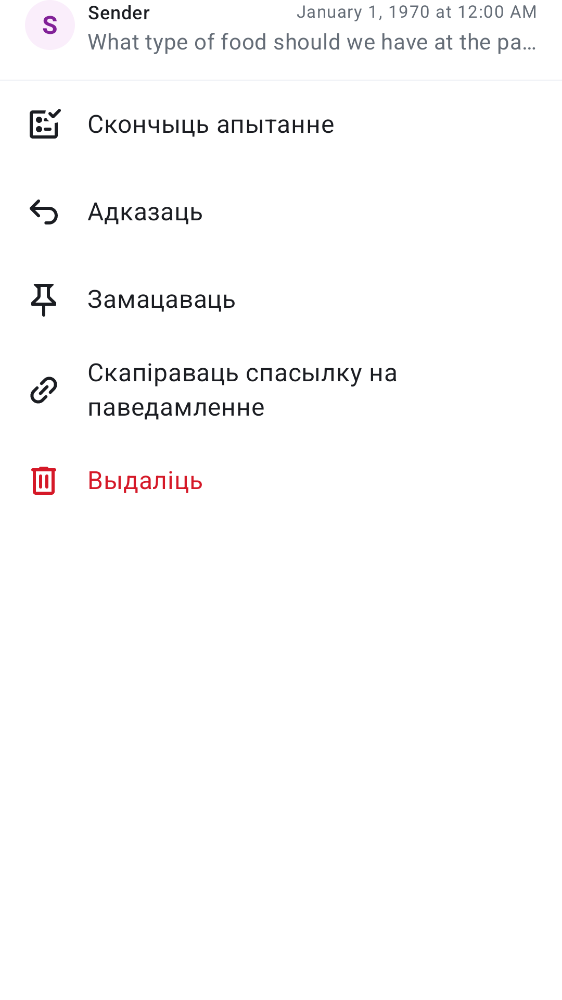 S
Sender
January 1, 1970 at 12:00 AM
What type of food should we have at the pa…
Скончыць апытанне
Адказаць
Замацаваць
Скапіраваць спасылку на
паведамленне
Выдаліць